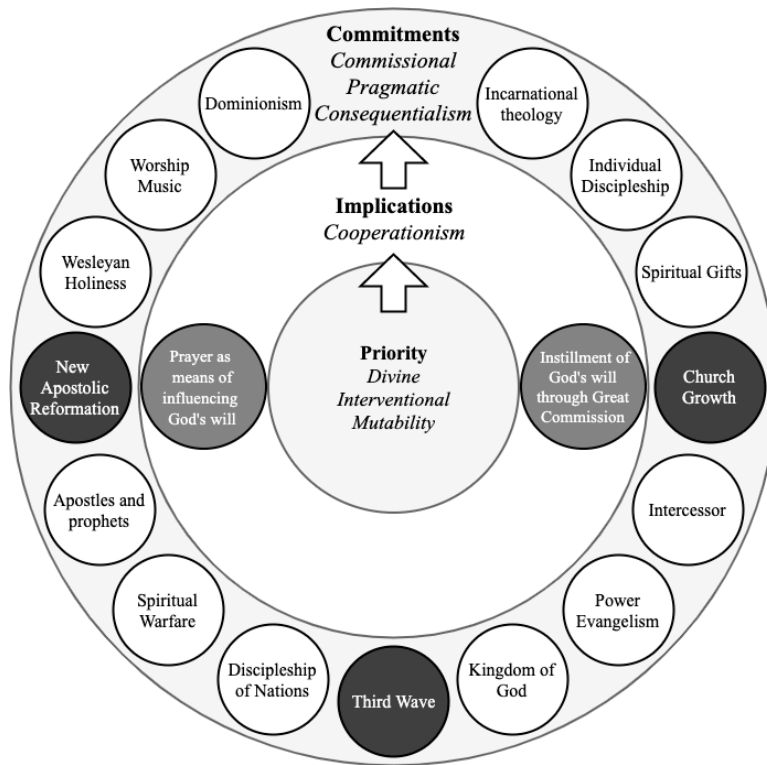 Commitments
Commissional
Pragmatic
Consequentialism
Dominionism
Incarnational
theology
Worship
Music
Individual
Discipleship
Implications
Cooperationism
Wesleyan
Holiness
Spiritual Gifts
New
Apostolic
Reformation
Prayer as
means of
influencing
God's will
Priority
Divine
Interventional
Mutability
Instillment of
God's will
through Great
Commission
Church
Growth
Apostles and
prophets
Intercessor
Spiritual
Warfare
Power
Evangelism
Discipleship
of Nations
Third Wave
Kingdom of
God